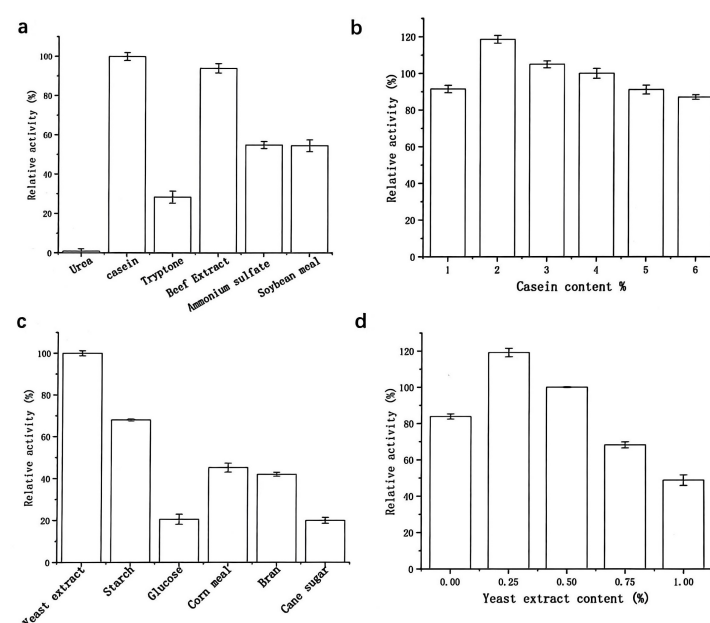 a
Relative activity (%)
100
80
60
40
20
0
Urea
casein
Tryptone
Beef Extract
Ammonium sulfate
Soybean meal
b
Relative activity (%)
120
100
80
60
40
20
0
1 2 3 4 5 6
Casein content %
c
Relative activity (%)
100
80
60
40
20
0
Yeast extract
Starch
Glucose
Corn meal
Bran
Cane sugar
d
Relative activity (%)
120
100
80
60
40
20
0
0.00 0.25 0.50 0.75 1.00
Yeast extract content (%)